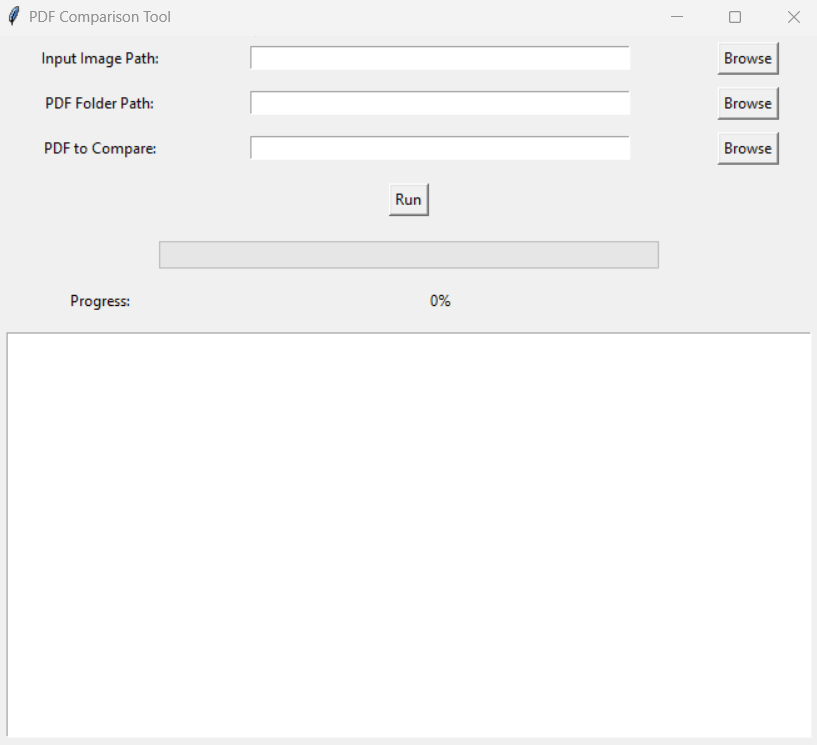 PDF Comparison Tool
Input Image Path: Browse
PDF Folder Path: Browse
PDF to Compare: Browse
Run
Progress: 0%